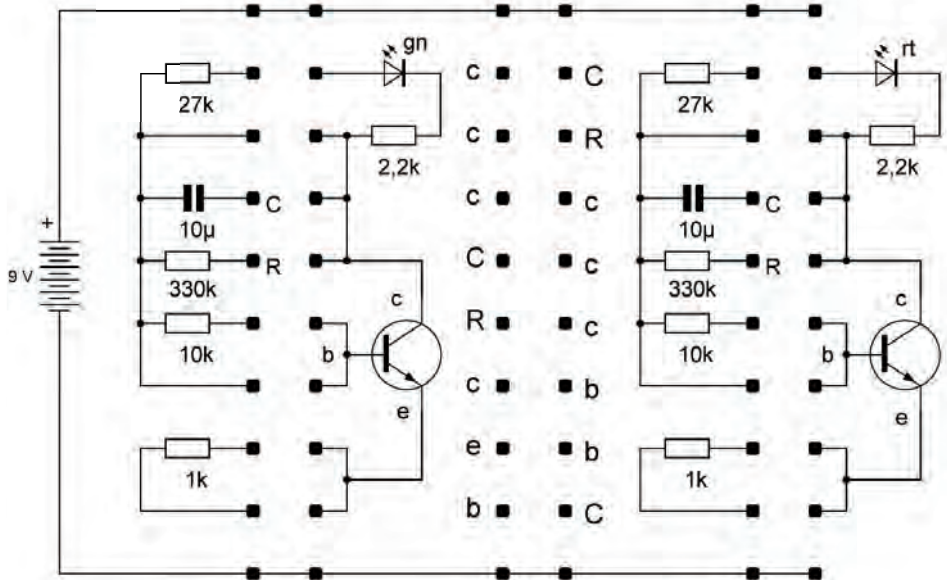 gn rt
c C
27k 27k
c R
2,2k 2,2k
C c c C
10µ 10µ
+
R C c R
9 V
330k c 330k c
R c
10k b 10k b
c b
e e
e b
1k 1k
b C